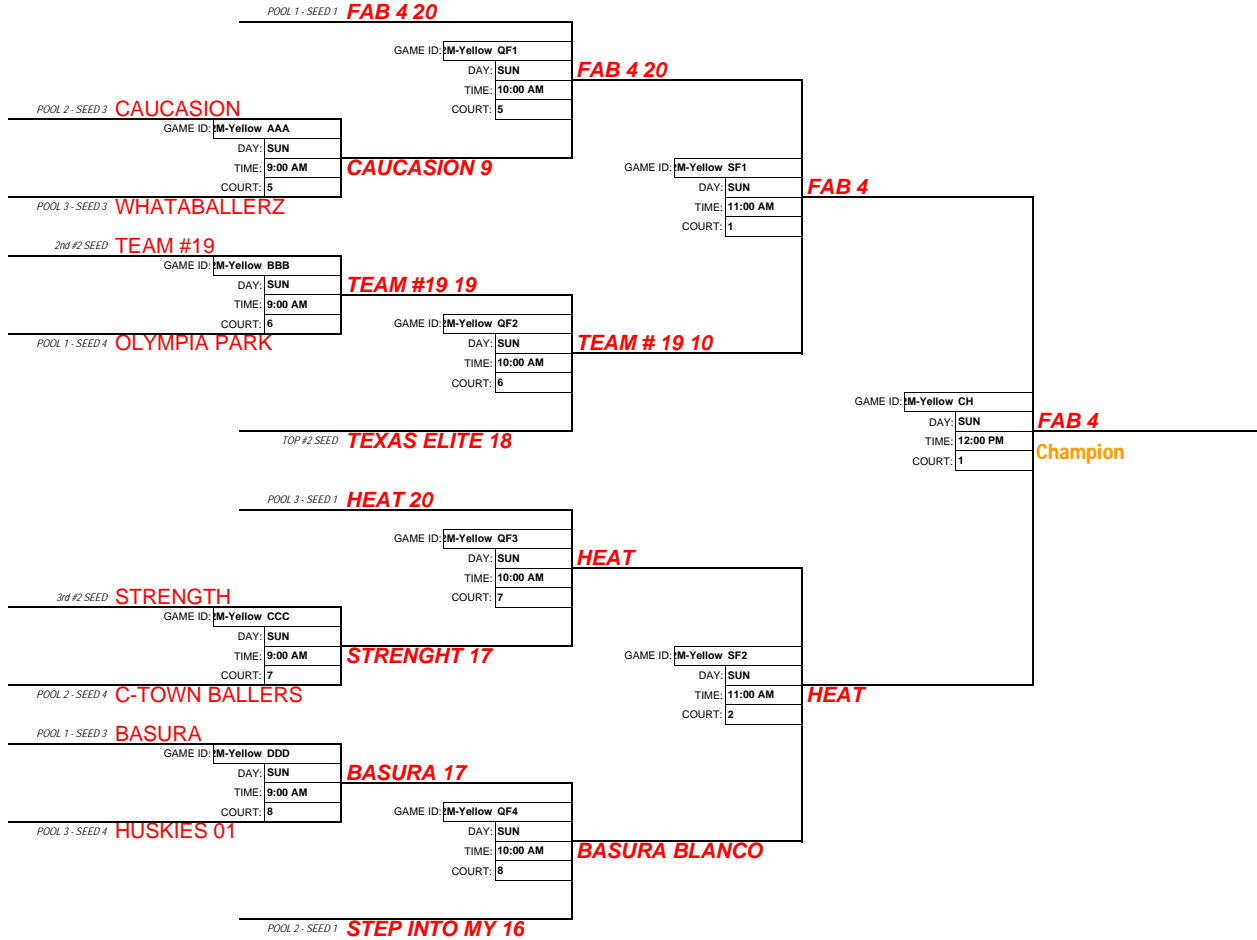 POOL 1 - SEED 1 FAB 4 20
GAME ID: M-Yellow QF1
DAY: SUN
TIME: 10:00 AM
COURT: 5
FAB 4 20
POOL 2 - SEED 3 CAUCASION
GAME ID: M-Yellow AAA
DAY: SUN
TIME: 9:00 AM
COURT: 5
CAUCASION 9
POOL 3 - SEED 3 WHATABALLERZ
GAME ID: M-Yellow SF1
DAY: SUN
TIME: 11:00 AM
COURT: 1
FAB 4
2nd #2 SEED TEAM #19
GAME ID: M-Yellow BBB
DAY: SUN
TIME: 9:00 AM
COURT: 6
TEAM #19 19
POOL 1 - SEED 4 OLYMPIA PARK
GAME ID: M-Yellow QF2
DAY: SUN
TIME: 10:00 AM
COURT: 6
TEAM # 19 10
TOP #2 SEED TEXAS ELITE 18
GAME ID: M-Yellow CH
DAY: SUN
TIME: 12:00 PM
COURT: 1
FAB 4
Champion
POOL 3 - SEED 1 HEAT 20
GAME ID: M-Yellow QF3
DAY: SUN
TIME: 10:00 AM
COURT: 7
HEAT
3rd #2 SEED STRENGTH
GAME ID: M-Yellow CCC
DAY: SUN
TIME: 9:00 AM
COURT: 7
STRENGHT 17
POOL 2 - SEED 4 C-TOWN BALLERS
GAME ID: M-Yellow SF2
DAY: SUN
TIME: 11:00 AM
COURT: 2
HEAT
POOL 1 - SEED 3 BASURA
GAME ID: M-Yellow DDD
DAY: SUN
TIME: 9:00 AM
COURT: 8
BASURA 17
POOL 3 - SEED 4 HUSKIES 01
GAME ID: M-Yellow QF4
DAY: SUN
TIME: 10:00 AM
COURT: 8
BASURA BLANCO
POOL 2 - SEED 1 STEP INTO MY 16